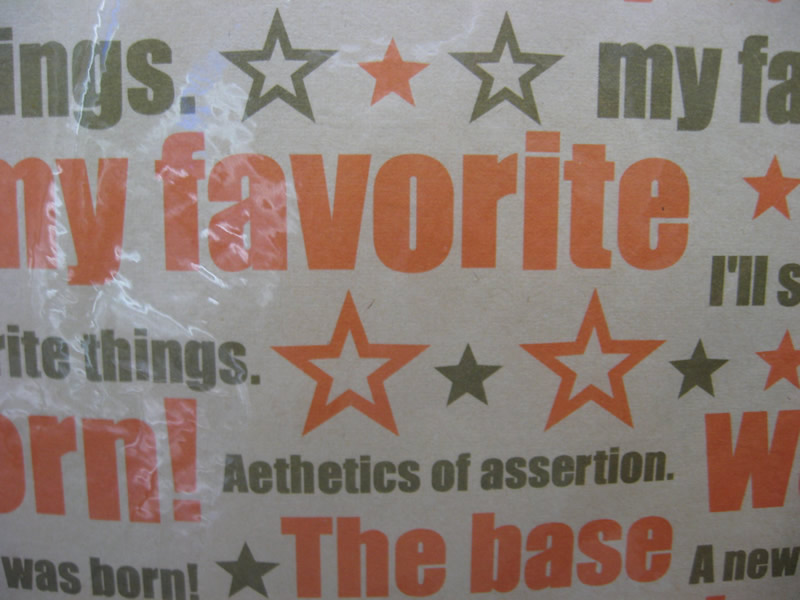 ings. my fa
my favorite
I'll s
rite things.
orn!
Aethetics of assertion.
W
The base
was born!
A new